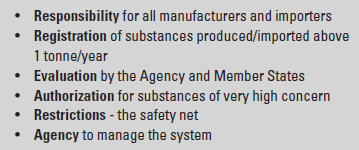 • Responsibility for all manufacturers and importers
• Registration of substances produced/imported above
1 tonne/year
• Evaluation by the Agency and Member States
• Authorization for substances of very high concern
• Restrictions - the safety net
• Agency to manage the system